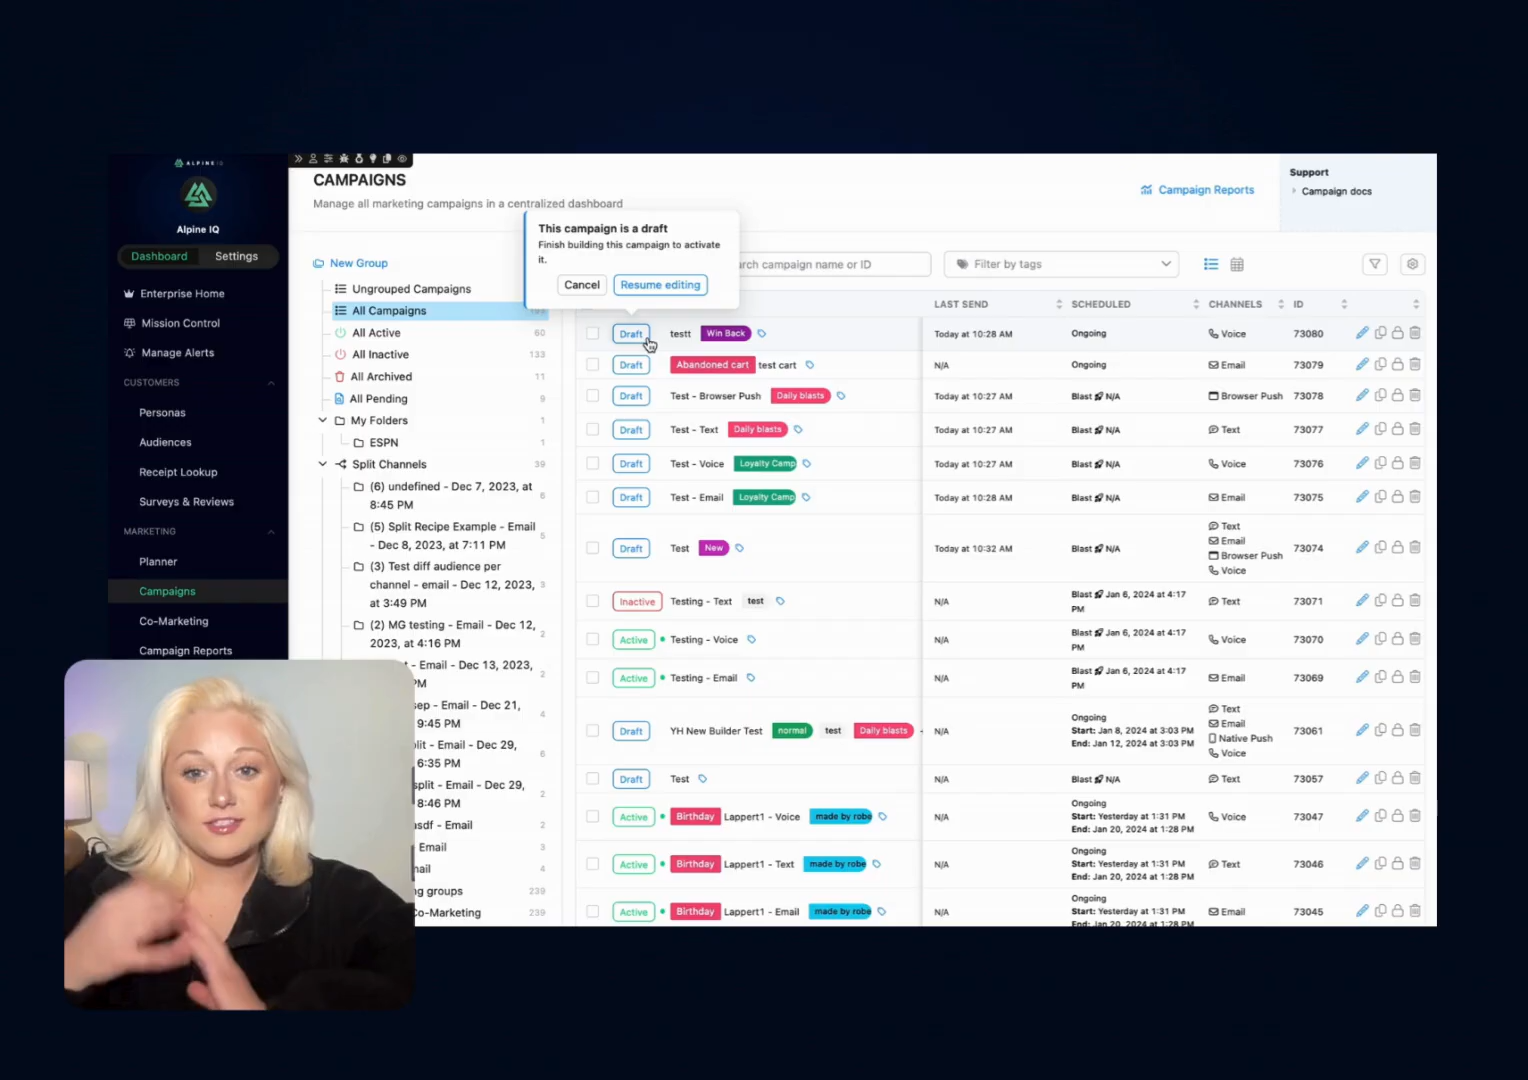 ALPINE IQ
Alpine IQ
Dashboard Settings
Enterprise Home
Mission Control
Manage Alerts
CUSTOMERS
Personas
Audiences
Receipt Lookup
Surveys & Reviews
MARKETING
Planner
Campaigns
Co-Marketing
Campaign Reports
CAMPAIGNS
Manage all marketing campaigns in a centralized dashboard
Campaign Reports
Support
Campaign docs
This campaign is a draft
Finish building this campaign to activate
it.
Cancel Resume editing
rch campaign name or ID
Filter by tags
New Group
Ungrouped Campaigns
All Campaigns
All Active 60
All Inactive 133
All Archived 11
All Pending 9
My Folders 1
ESPN 1
Split Channels 39
(6) undefined - Dec 7, 2023, at
8:45 PM 6
(5) Split Recipe Example - Email
- Dec 8, 2023, at 7:11 PM 5
(3) Test diff audience per
channel - email - Dec 12, 2023, 3
at 3:49 PM
(2) MG testing - Email - Dec 12,
2023, at 4:16 PM 2
t - Email - Dec 13, 2023,
PM 2
sep - Email - Dec 21,
9:45 PM 4
lit - Email - Dec 29,
6:35 PM 6
split - Email - Dec 29,
8:46 PM 2
asdf - Email 2
Email 3
nail 4
ng groups 239
Co-Marketing 239
LAST SEND SCHEDULED CHANNELS ID
Draft testt Win Back Today at 10:28 AM Ongoing Voice 73080
Draft Abandoned cart test cart N/A Ongoing Email 73079
Draft Test - Browser Push Daily blasts Today at 10:27 AM Blast N/A Browser Push 73078
Draft Test - Text Daily blasts Today at 10:27 AM Blast N/A Text 73077
Draft Test - Voice Loyalty Camp Today at 10:27 AM Blast N/A Voice 73076
Draft Test - Email Loyalty Camp Today at 10:28 AM Blast N/A Email 73075
Text
Email
Draft Test New Today at 10:32 AM Blast N/A Browser Push 73074
Voice
Inactive Testing - Text test N/A Blast Jan 6, 2024 at 4:17 Text 73071
PM
Active Testing - Voice N/A Blast Jan 6, 2024 at 4:17 Voice 73070
PM
Active Testing - Email N/A Blast Jan 6, 2024 at 4:17 Email 73069
PM
Text
Ongoing Email
Draft YH New Builder Test normal test Daily blasts N/A Start: Jan 8, 2024 at 3:03 PM Native Push 73061
End: Jan 12, 2024 at 3:03 PM Voice
Draft Test N/A Blast N/A Text 73057
Ongoing
Active Birthday Lappert1 - Voice made by robe N/A Start: Yesterday at 1:31 PM Voice 73047
End: Jan 20, 2024 at 1:28 PM
Ongoing
Active Birthday Lappert1 - Text made by robe N/A Start: Yesterday at 1:31 PM Text 73046
End: Jan 20, 2024 at 1:28 PM
Ongoing
Active Birthday Lappert1 - Email made by robe N/A Start: Yesterday at 1:31 PM Email 73045
End: Jan 20, 2024 at 1:28 PM